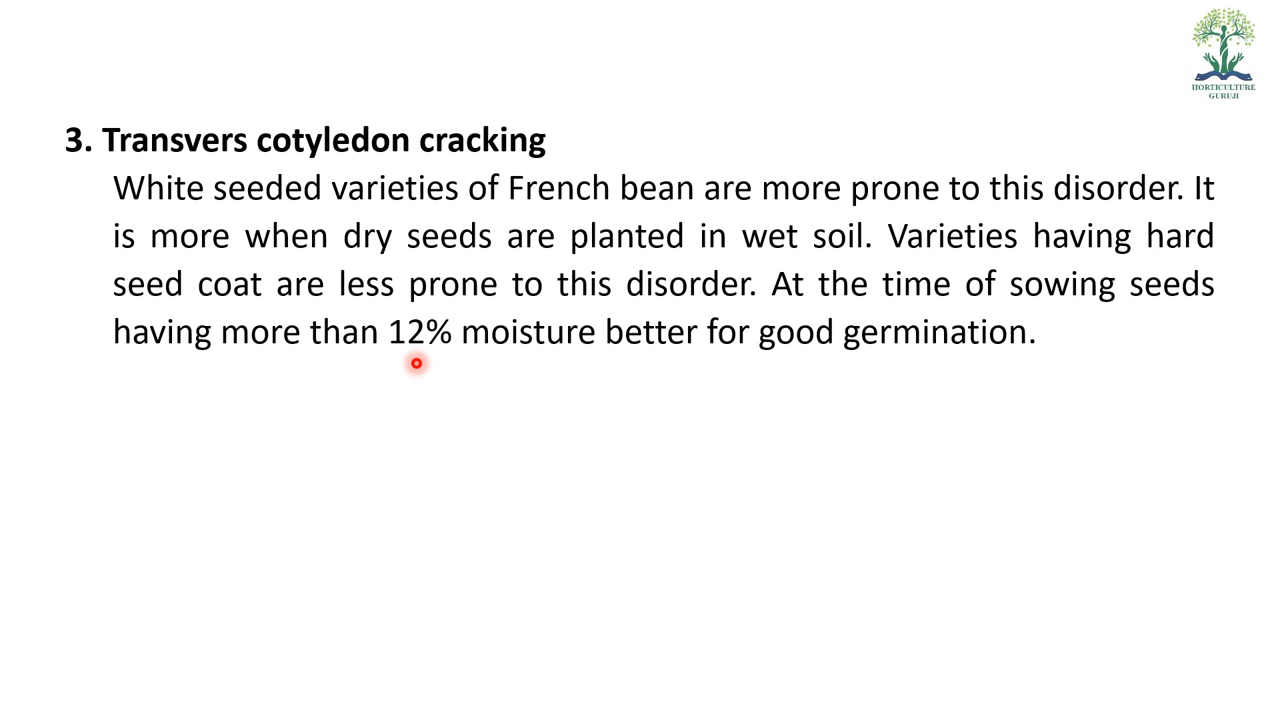 HORTICULTURE
GURUJI
3. Transvers cotyledon cracking
White seeded varieties of French bean are more prone to this disorder. It
is more when dry seeds are planted in wet soil. Varieties having hard
seed coat are less prone to this disorder. At the time of sowing seeds
having more than 12% moisture better for good germination.